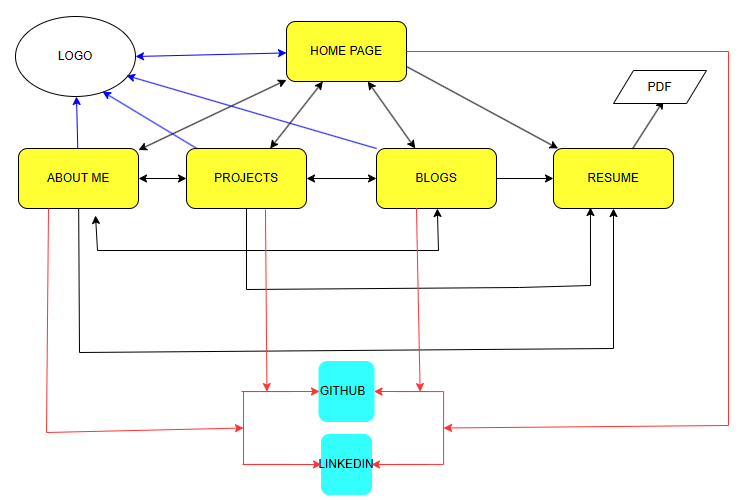 HOME PAGE
LOGO
PDF
ABOUT ME
PROJECTS
BLOGS
RESUME
GITHUB
LINKEDIN